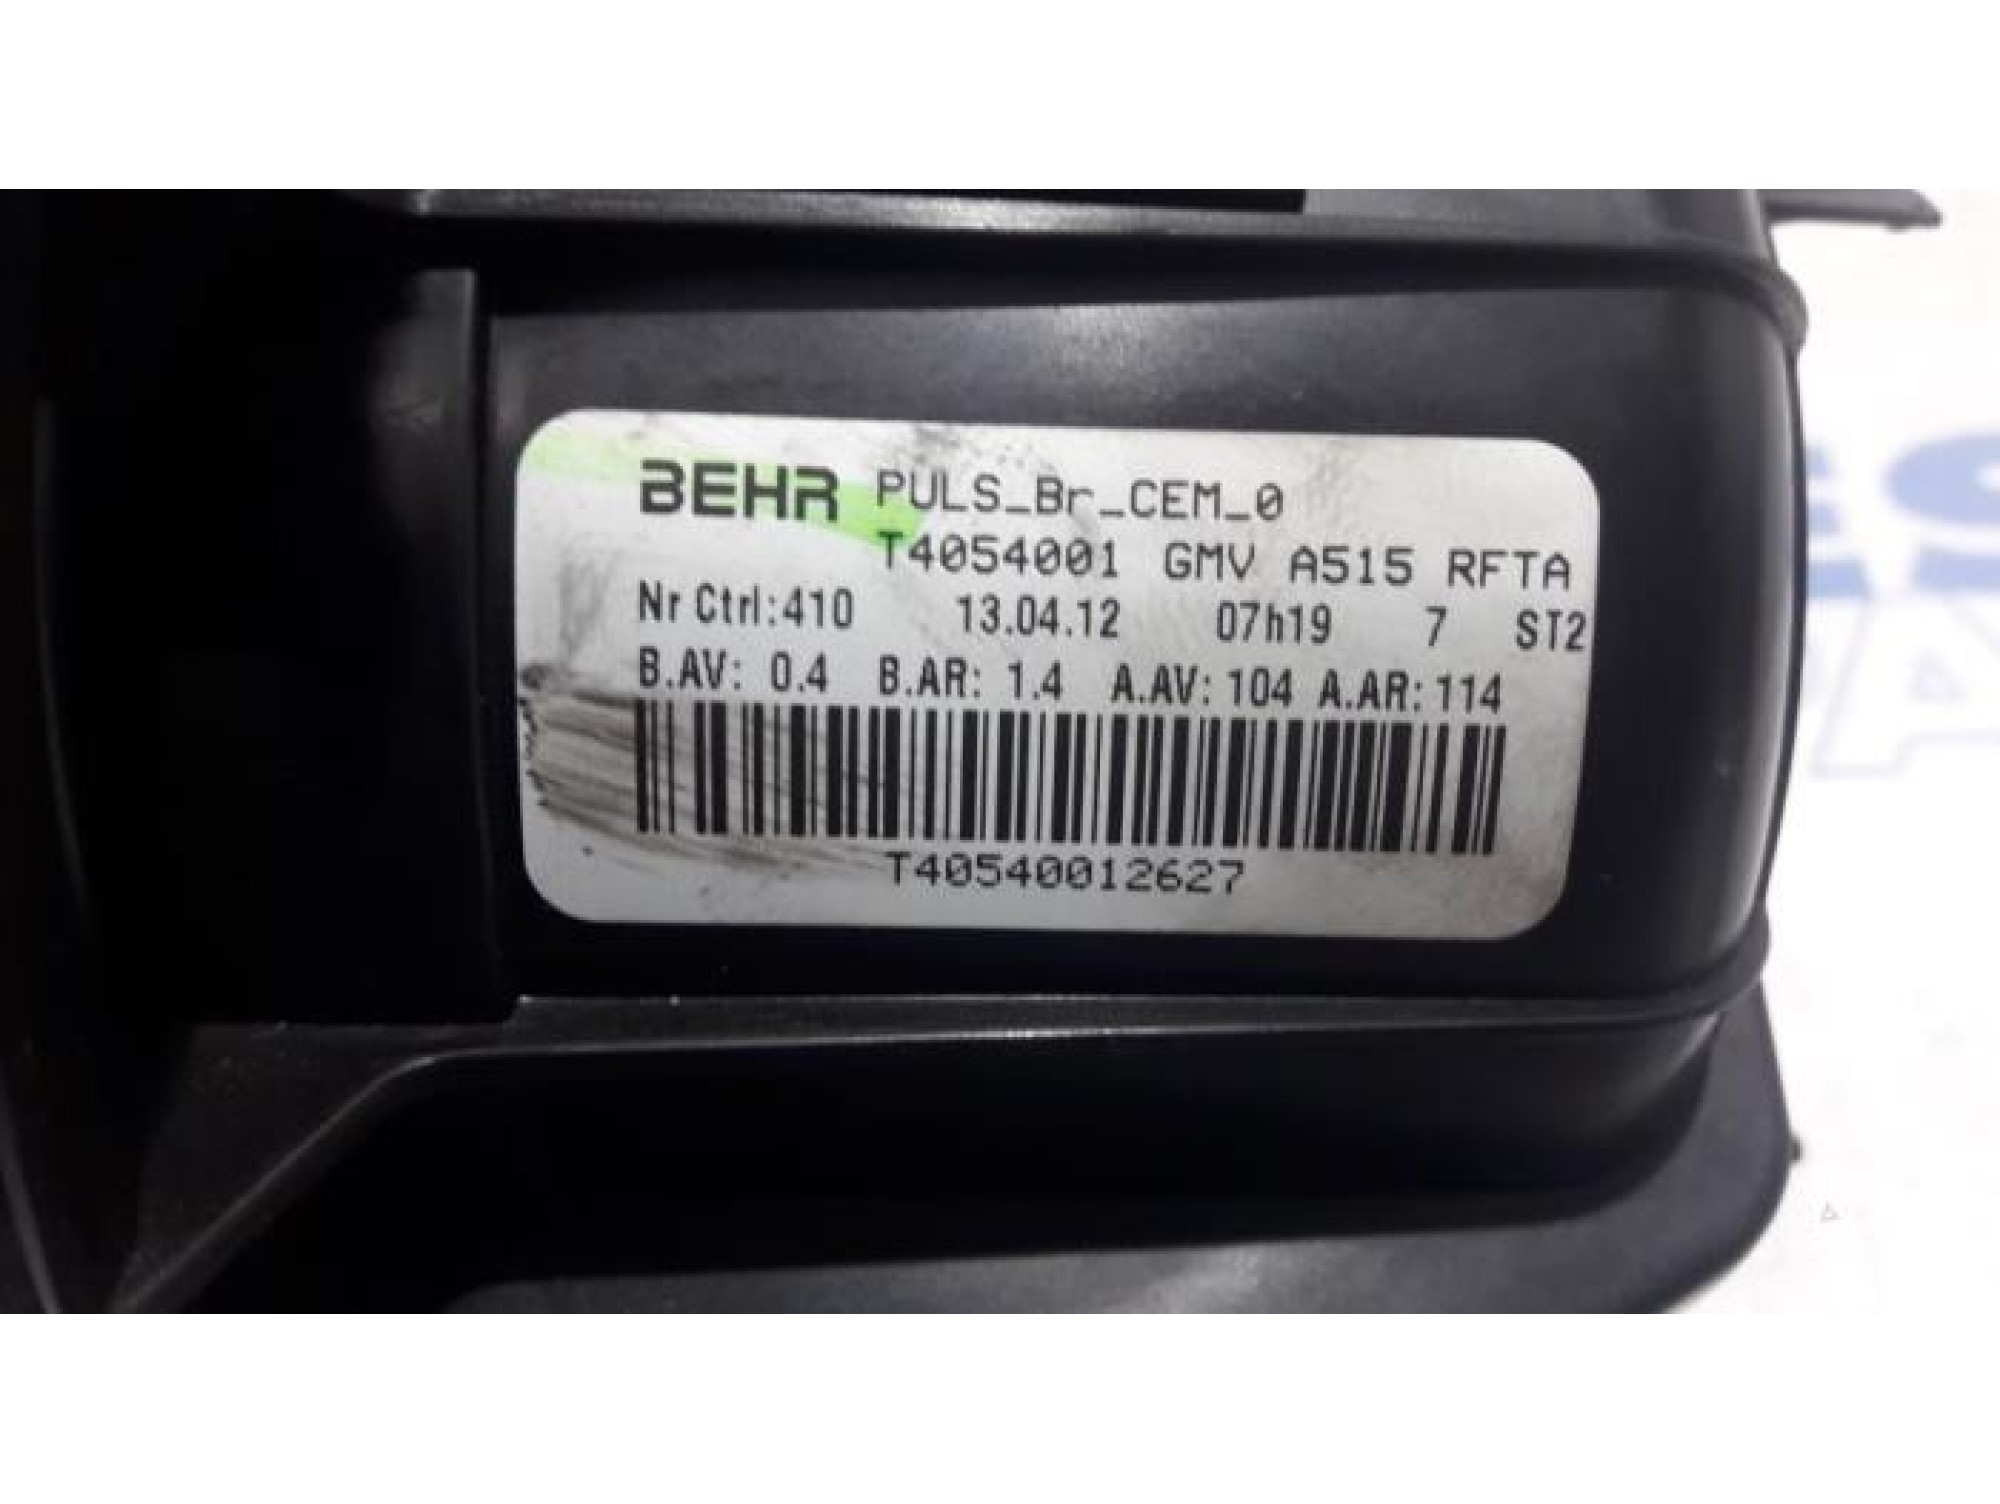 BEHR PULS_Br_CEM_0
T4054001 GMV A515 RFTA
Nr Ctrl:410 13.04.12 07h19 7 ST2
B.AV: 0.4 B.AR: 1.4 A.AV: 104 A.AR: 114
T40540012627